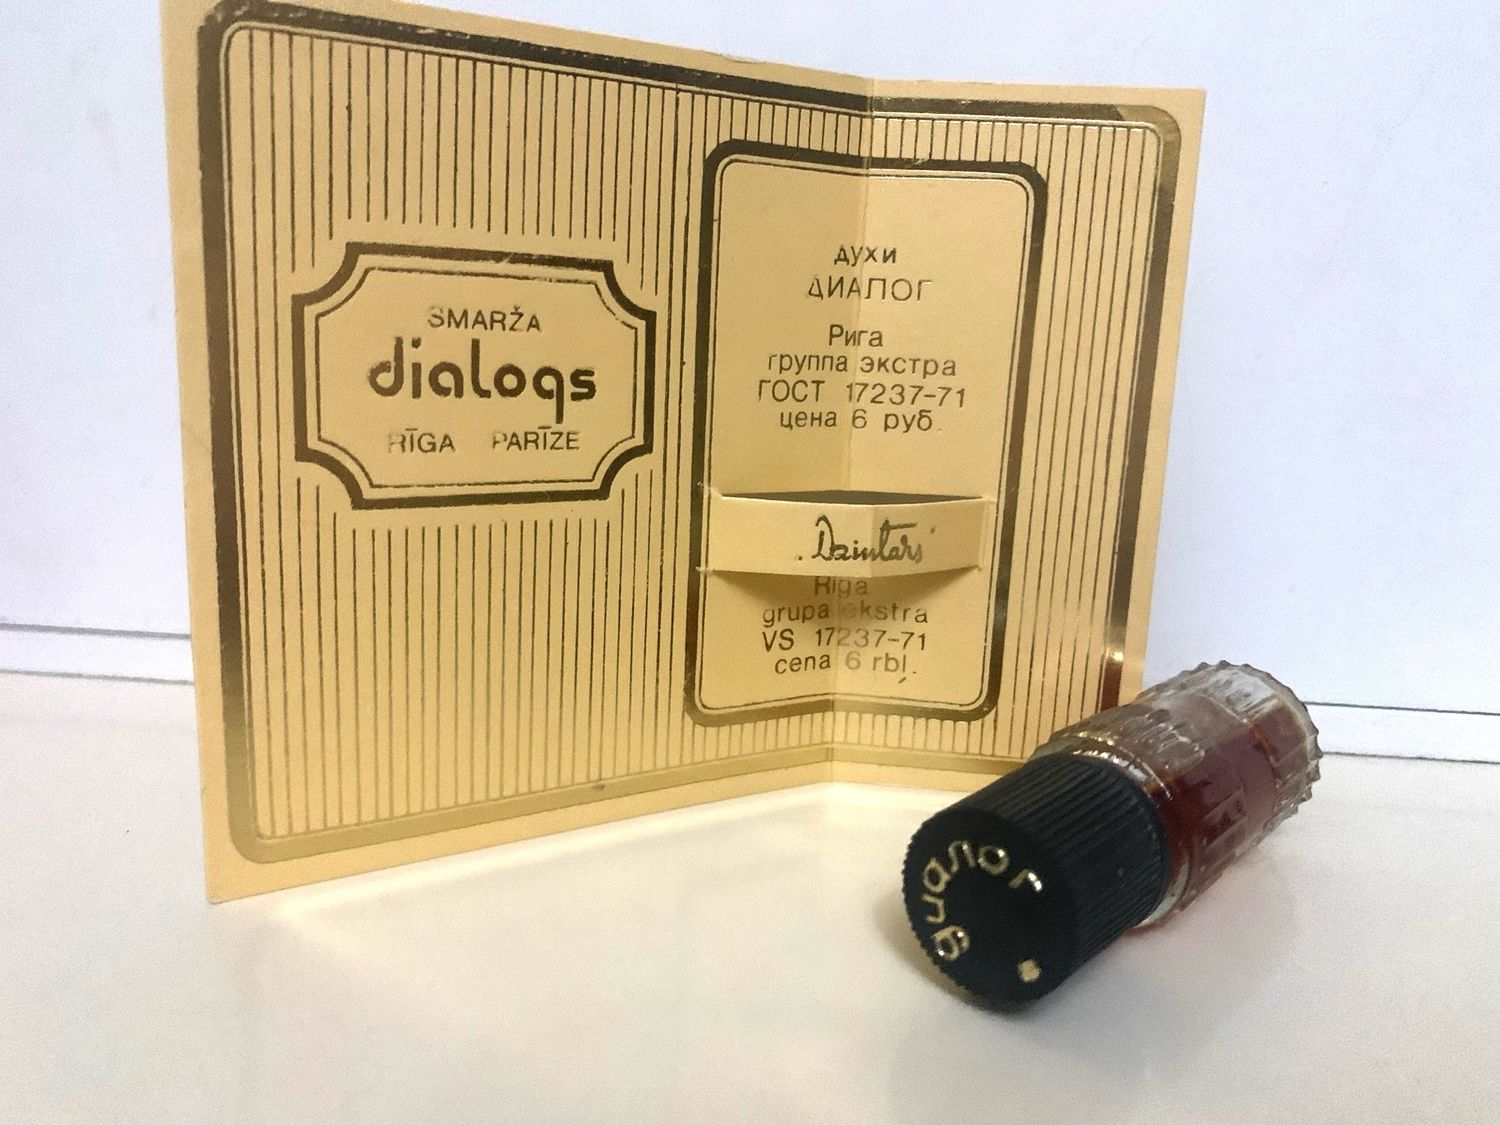 SMARŽA
dialogs
RĪGA PARĪZE
духи
ДИАЛОГ
Рига
группа экстра
ГОСТ 17237-71
цена 6 руб.
Dzintars
Rīga
grupa ekstra
VS 17237-71
cena 6 rbļ.
диалог